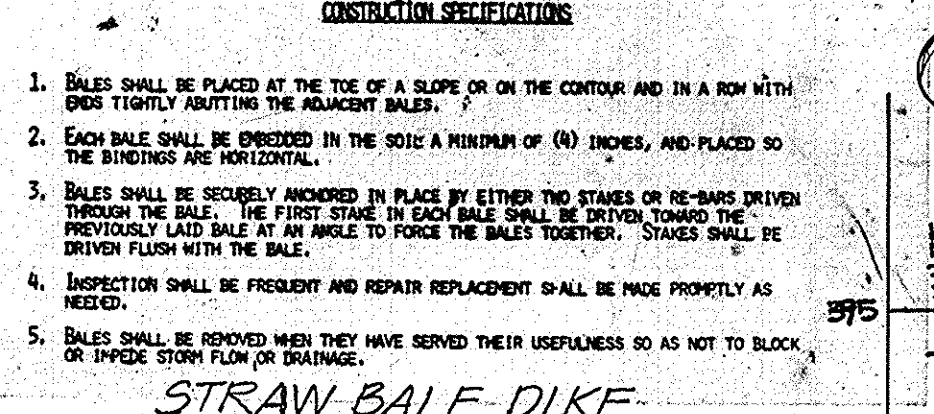 CONSTRUCTION SPECIFICATIONS
1. BALES SHALL BE PLACED AT THE TOE OF A SLOPE OR ON THE CONTOUR AND IN A ROW WITH
ENDS TIGHTLY ABUTTING THE ADJACENT BALES.
2. EACH BALE SHALL BE EMBEDDED IN THE SOIL A MINIMUM OF (4) INCHES, AND PLACED SO
THE BINDINGS ARE HORIZONTAL.
3. BALES SHALL BE SECURELY ANCHORED IN PLACE BY EITHER TWO STAKES OR RE-BARS DRIVEN
THROUGH THE BALE. THE FIRST STAKE IN EACH BALE SHALL BE DRIVEN TOWARD THE
PREVIOUSLY LAID BALE AT AN ANGLE TO FORCE THE BALES TOGETHER. STAKES SHALL BE
DRIVEN FLUSH WITH THE BALE.
4. INSPECTION SHALL BE FREQUENT AND REPAIR REPLACEMENT SHALL BE MADE PROMPTLY AS
NEEDED.
5. BALES SHALL BE REMOVED WHEN THEY HAVE SERVED THEIR USEFULNESS SO AS NOT TO BLOCK
OR IMPEDE STORM FLOW OR DRAINAGE.
395
STRAW BALE DIKE